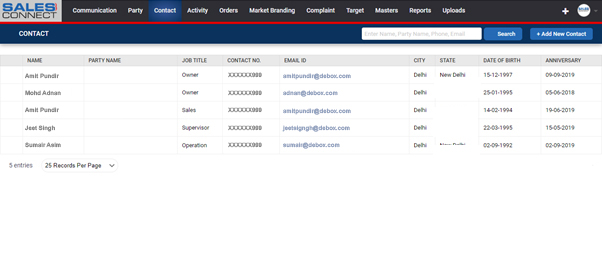 SALES CONNECT
Communication Party Contact Activity Orders Market Branding Complaint Target Masters Reports Uploads
CONTACT Enter Name, Party Name, Phone, Email Search + Add New Contact
NAME PARTY NAME JOB TITLE CONTACT NO. EMAIL ID CITY STATE DATE OF BIRTH ANNIVERSARY
Amit Pundir Owner XXXXXX989 amitpundir@debox.com Delhi New Delhi 15-12-1997 09-09-2019
Mohd Adnan Owner XXXXXX989 adnan@debox.com Delhi 25-01-1995 05-06-2018
Amit Pundir Sales XXXXXX989 amitpundir@debox.com Delhi 14-02-1994 19-06-2019
Jeet Singh Supervisor XXXXXX989 jeetsigngh@debox.com Delhi 22-03-1995 15-05-2019
Sumair Asim Operation XXXXXX989 sumair@debox.com Delhi 02-09-1992 02-09-2019
5 entries 25 Records Per Page